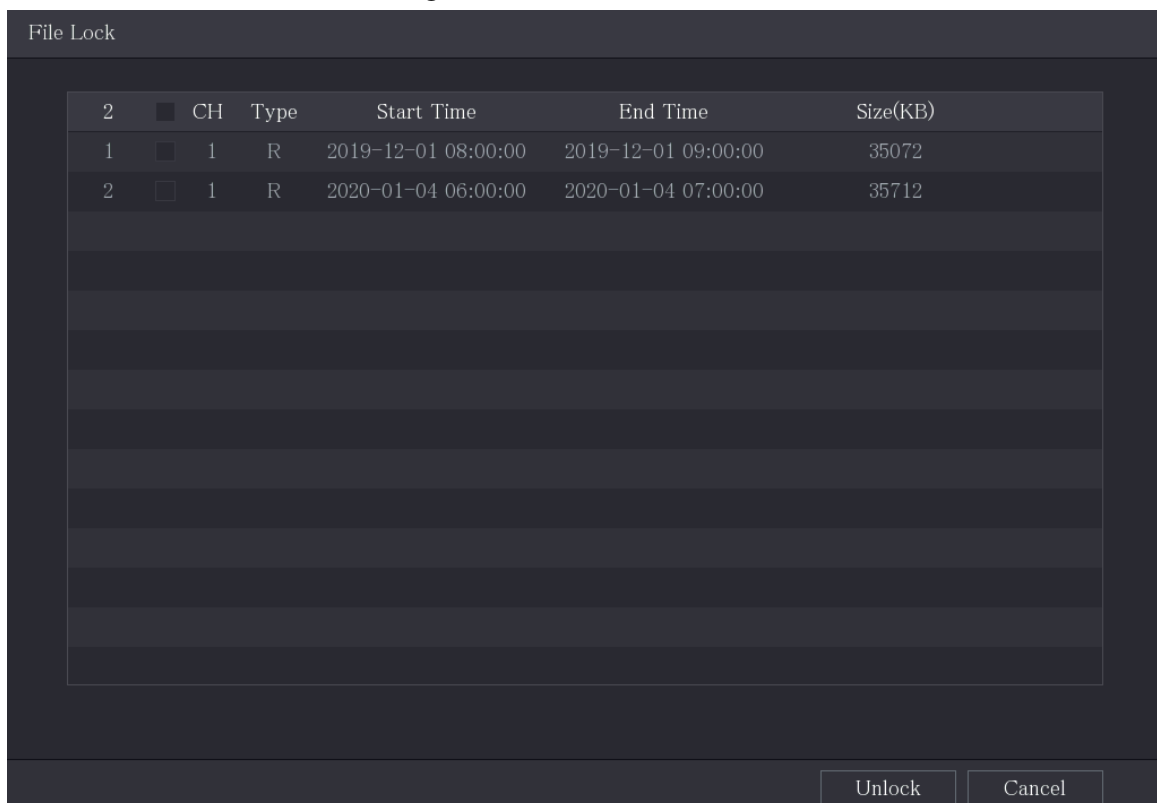 File Lock
2 CH Type Start Time End Time Size(KB)
1 1 R 2019-12-01 08:00:00 2019-12-01 09:00:00 35072
2 1 R 2020-01-04 06:00:00 2020-01-04 07:00:00 35712
Unlock Cancel